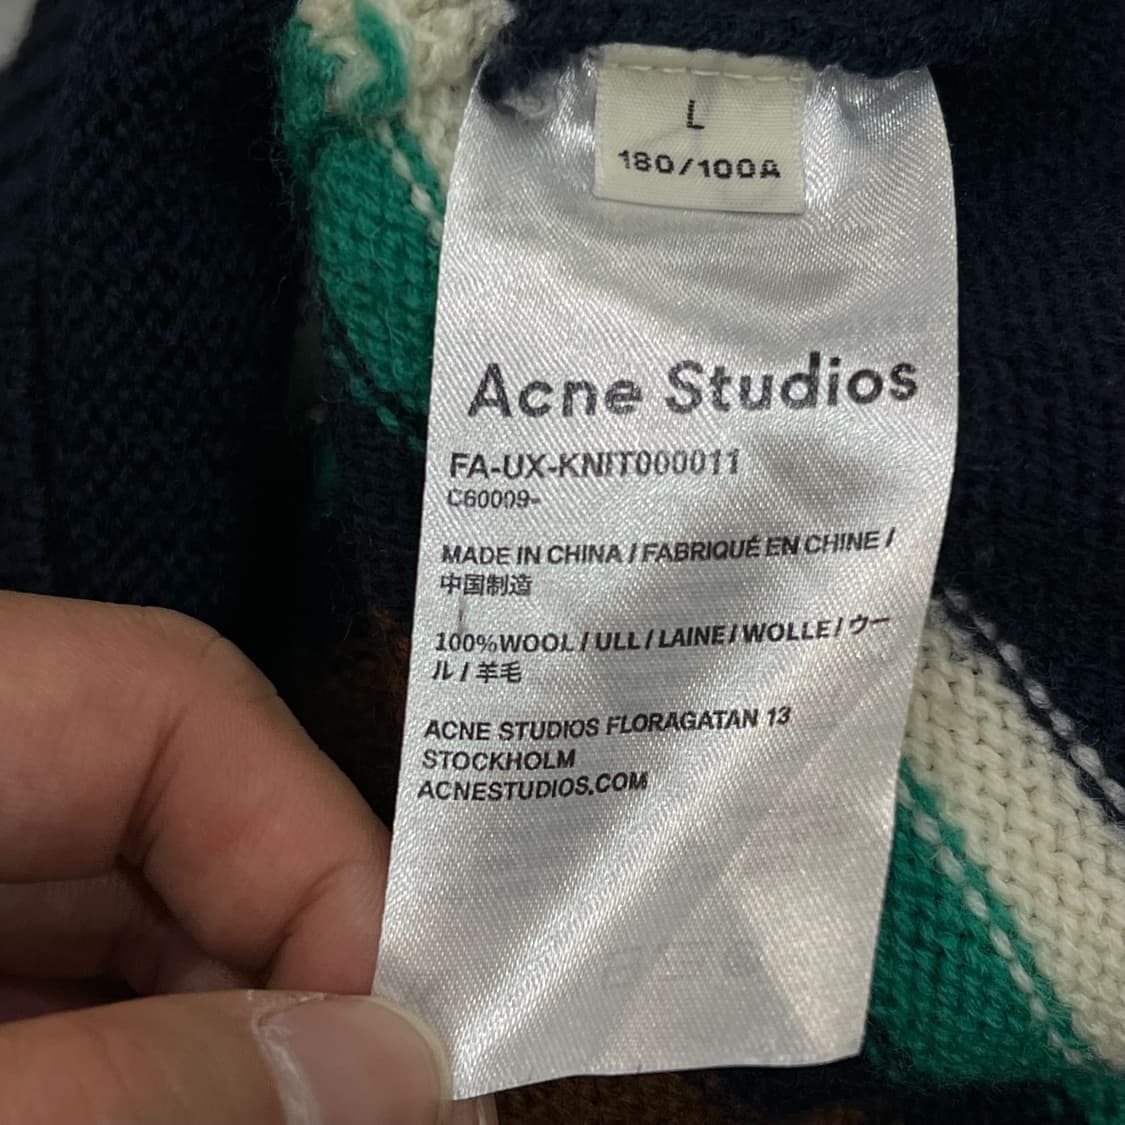 L
180/100A
Acne Studios
FA-UX-KNIT000011
C60009-
MADE IN CHINA / FABRIQUÉ EN CHINE /
中国制造
100% WOOL / ULL / LAINE / WOLLE / ウー
ル / 羊毛
ACNE STUDIOS FLORAGATAN 13
STOCKHOLM
ACNESTUDIOS.COM